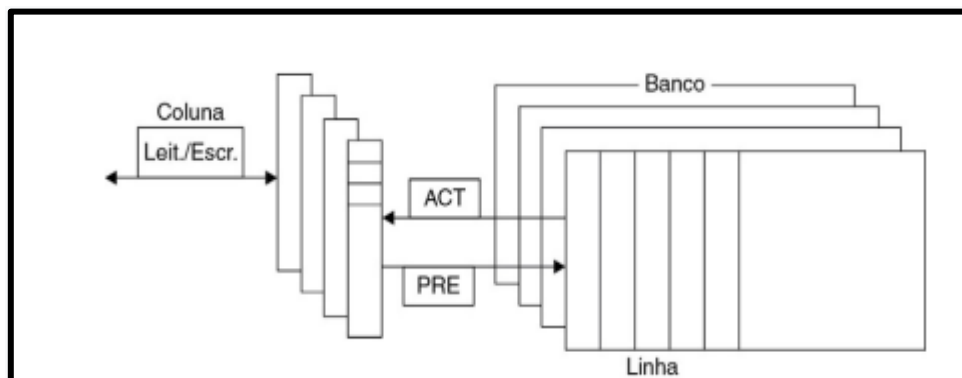 Coluna
Leit./Escr.
Banco
ACT
PRE
Linha